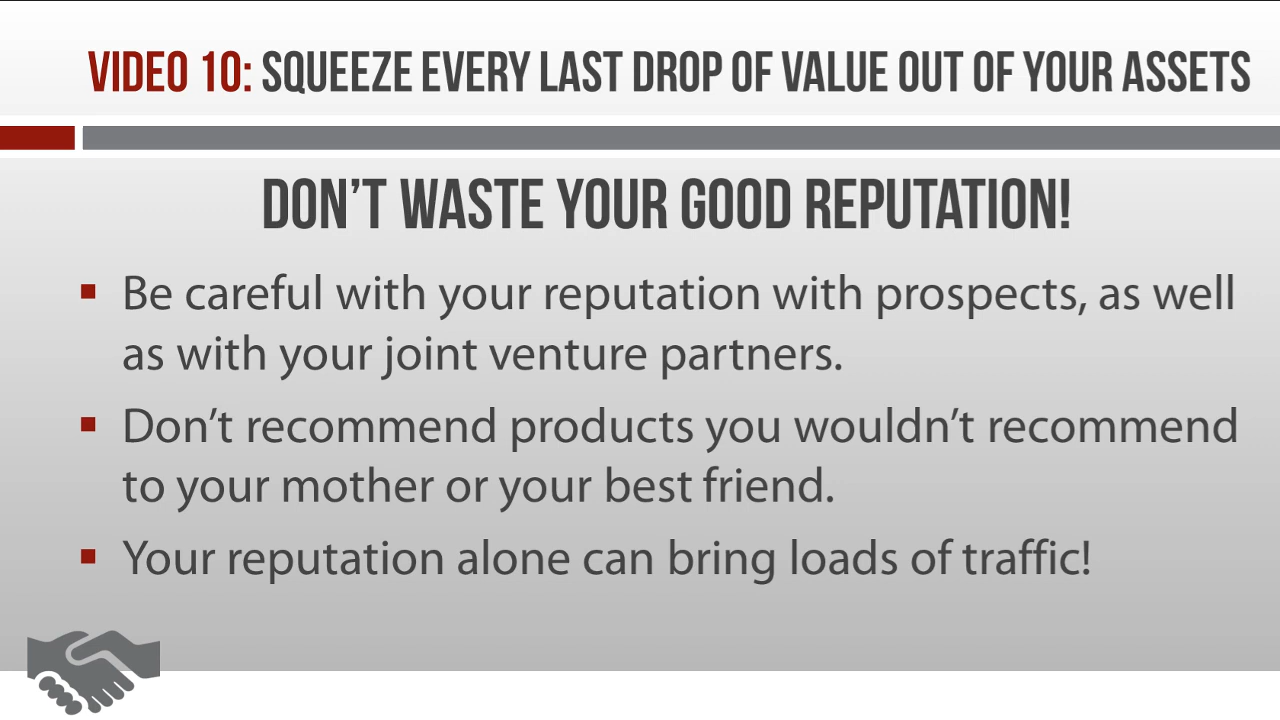 VIDEO 10: SQUEEZE EVERY LAST DROP OF VALUE OUT OF YOUR ASSETS
DON'T WASTE YOUR GOOD REPUTATION!
Be careful with your reputation with prospects, as well
as with your joint venture partners.
Don't recommend products you wouldn't recommend
to your mother or your best friend.
Your reputation alone can bring loads of traffic!